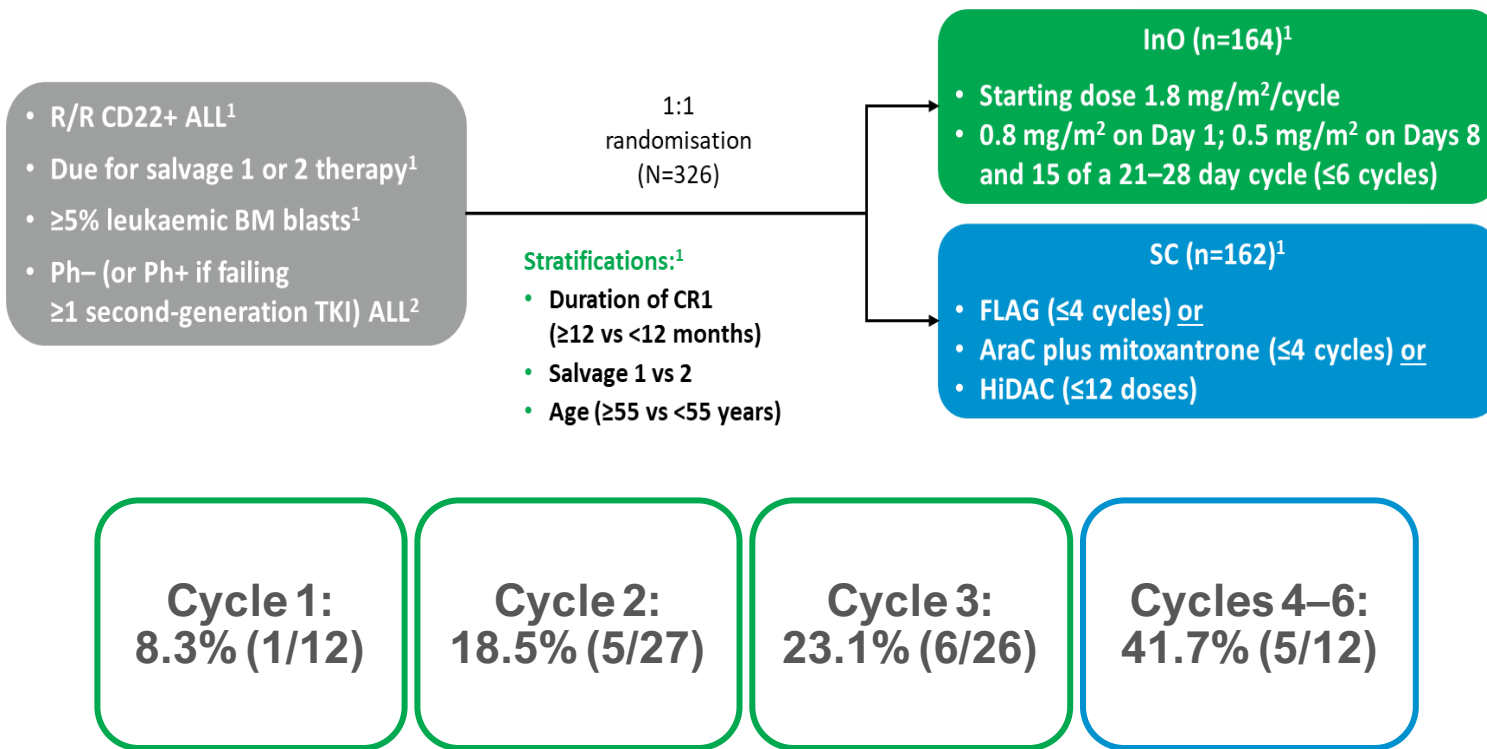 • R/R CD22+ ALL¹
• Due for salvage 1 or 2 therapy¹
• ≥5% leukaemic BM blasts¹
• Ph– (or Ph+ if failing
≥1 second-generation TKI) ALL²
1:1
randomisation
(N=326)
Stratifications:¹
• Duration of CR1
(≥12 vs <12 months)
• Salvage 1 vs 2
• Age (≥55 vs <55 years)
InO (n=164)¹
• Starting dose 1.8 mg/m²/cycle
• 0.8 mg/m² on Day 1; 0.5 mg/m² on Days 8
and 15 of a 21–28 day cycle (≤6 cycles)
SC (n=162)¹
• FLAG (≤4 cycles) or
• AraC plus mitoxantrone (≤4 cycles) or
• HiDAC (≤12 doses)
Cycle 1:
8.3% (1/12)
Cycle 2:
18.5% (5/27)
Cycle 3:
23.1% (6/26)
Cycles 4–6:
41.7% (5/12)